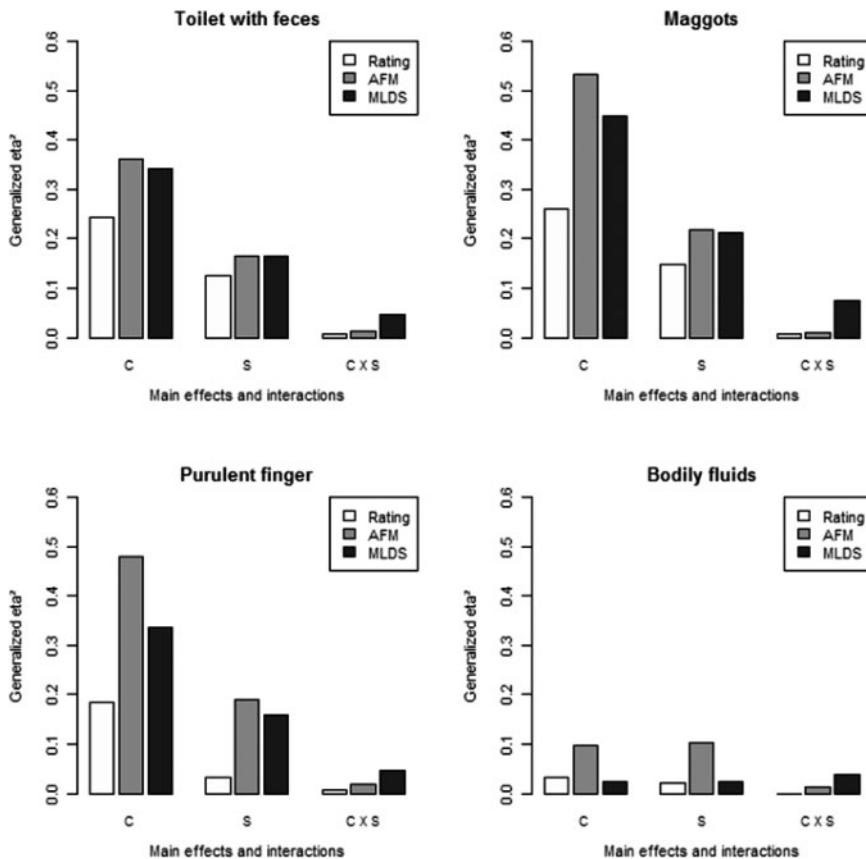 Toilet with feces
Generalized eta²
0.6
0.5
0.4
0.3
0.2
0.1
0.0
Rating
AFM
MLDS
C S C X S
Main effects and interactions
Maggots
Generalized eta²
0.6
0.5
0.4
0.3
0.2
0.1
0.0
Rating
AFM
MLDS
C S C X S
Main effects and interactions
Purulent finger
Generalized eta²
0.6
0.5
0.4
0.3
0.2
0.1
0.0
Rating
AFM
MLDS
C S C X S
Main effects and interactions
Bodily fluids
Generalized eta²
0.6
0.5
0.4
0.3
0.2
0.1
0.0
Rating
AFM
MLDS
C S C X S
Main effects and interactions